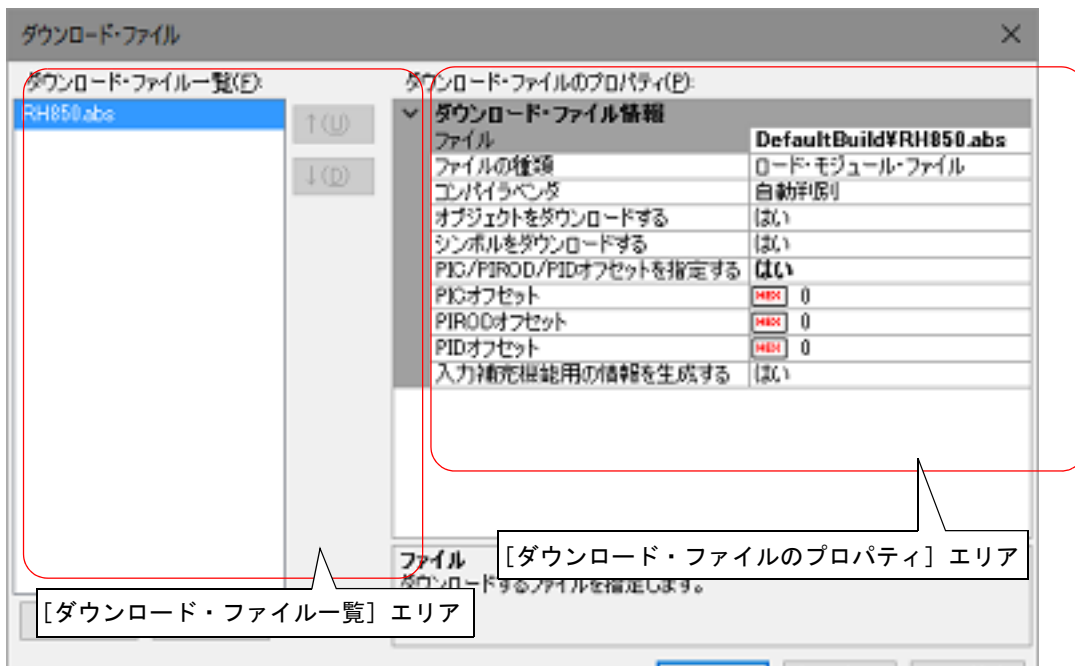 ダウンロード・ファイル
ダウンロード・ファイル一覧(F):
RH850.abs
↑(U)
↓(D)
ダウンロード・ファイルのプロパティ(P):
ダウンロード・ファイル情報
ファイル DefaultBuild¥RH850.abs
ファイルの種類 ロード・モジュール・ファイル
コンパイラベンダ 自動判別
オブジェクトをダウンロードする はい
シンボルをダウンロードする はい
PIC/PIROD/PIDオフセットを指定する はい
PICオフセット HEX 0
PIRODオフセット HEX 0
PIDオフセット HEX 0
入力補完機能用の情報を生成する はい
ファイル
ダウンロードするファイルを指定します。
[ダウンロード・ファイルのプロパティ] エリア
[ダウンロード・ファイル一覧] エリア